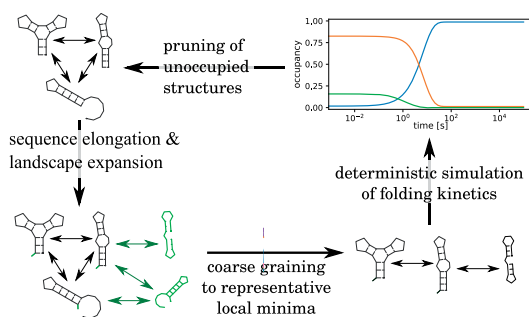 pruning of
unoccupied
structures
occupancy
1,00
0,75
0,50
0,25
0,00
10⁻² 10⁰ 10² 10⁴
time [s]
sequence elongation &
landscape expansion
deterministic simulation
of folding kinetics
coarse graining
to representative
local minima